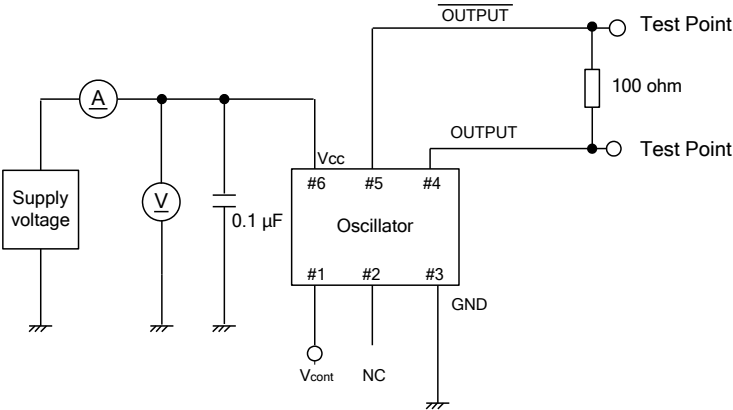 OUTPUT
Test Point
100 ohm
A
OUTPUT
Test Point
Vcc
#6 #5 #4
Supply
voltage
V
0.1 µF
Oscillator
#1 #2 #3
GND
Vcont
NC